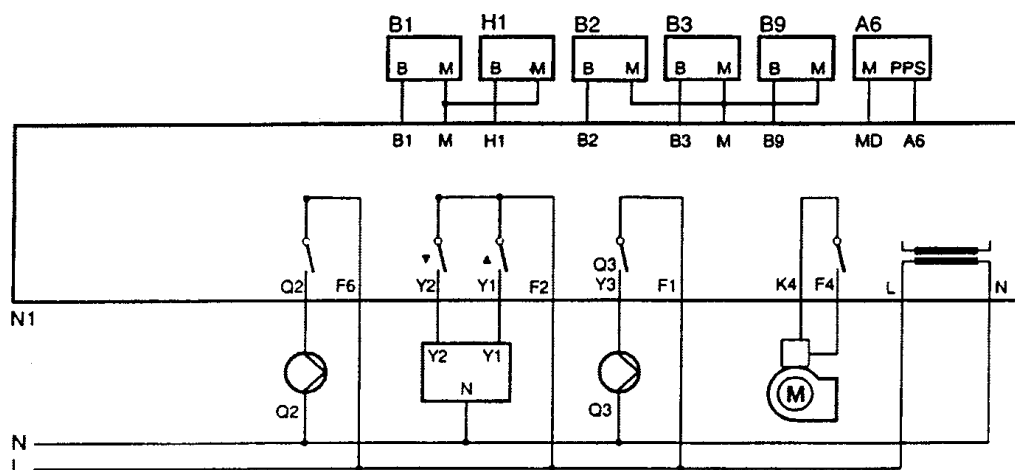 B1 H1 B2 B3 B9 A6
B M B M B M B M B M M PPS
B1 M H1 B2 B3 M B9 MD A6
Q3
Q2 F6 Y2 Y1 F2 Y3 F1 K4 F4 L N
N1
Y2 Y1
N
M
Q2 Q3
N
L